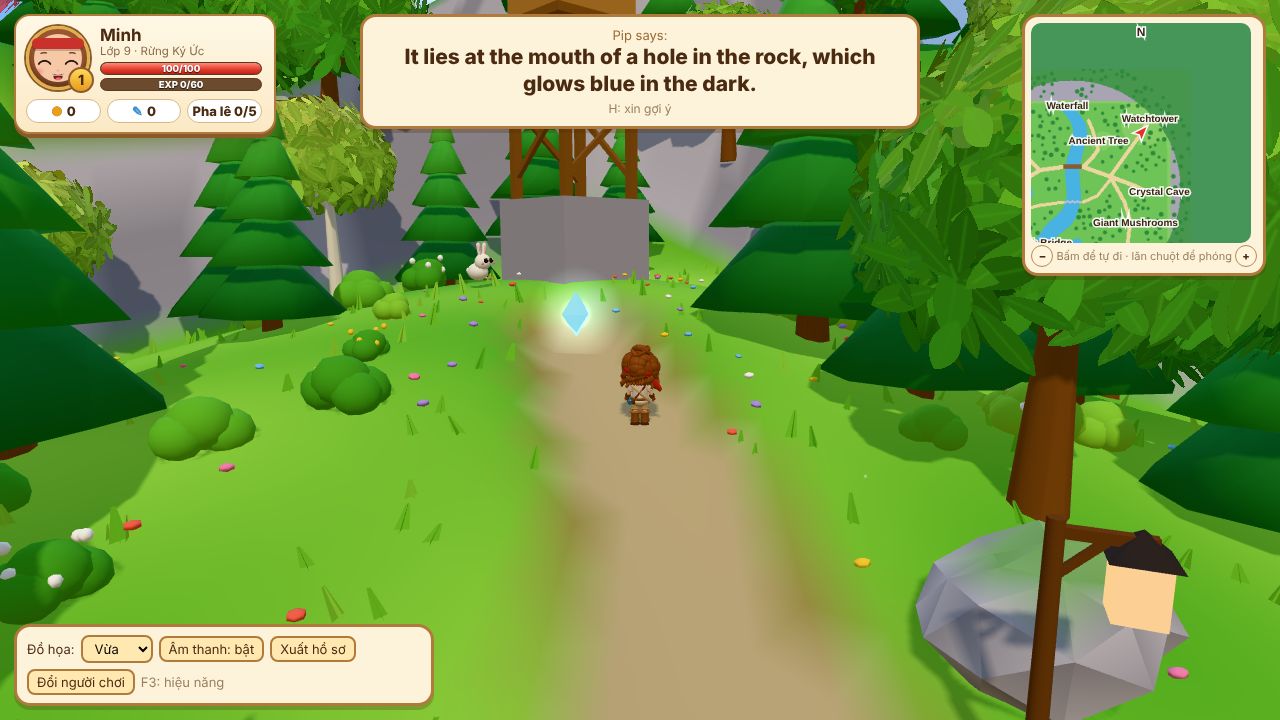 Minh
Lớp 9 · Rừng Ký Ức
100/100
EXP 0/60
1
0
0
Pha lê 0/5
Pip says:
It lies at the mouth of a hole in the rock, which
glows blue in the dark.
H: xin gợi ý
N
Waterfall
Watchtower
Ancient Tree
Crystal Cave
Giant Mushrooms
Bridge
− Bấm để tự đi · lăn chuột để phóng +
Đồ họa: Vừa Âm thanh: bật Xuất hồ sơ
Đổi người chơi F3: hiệu năng